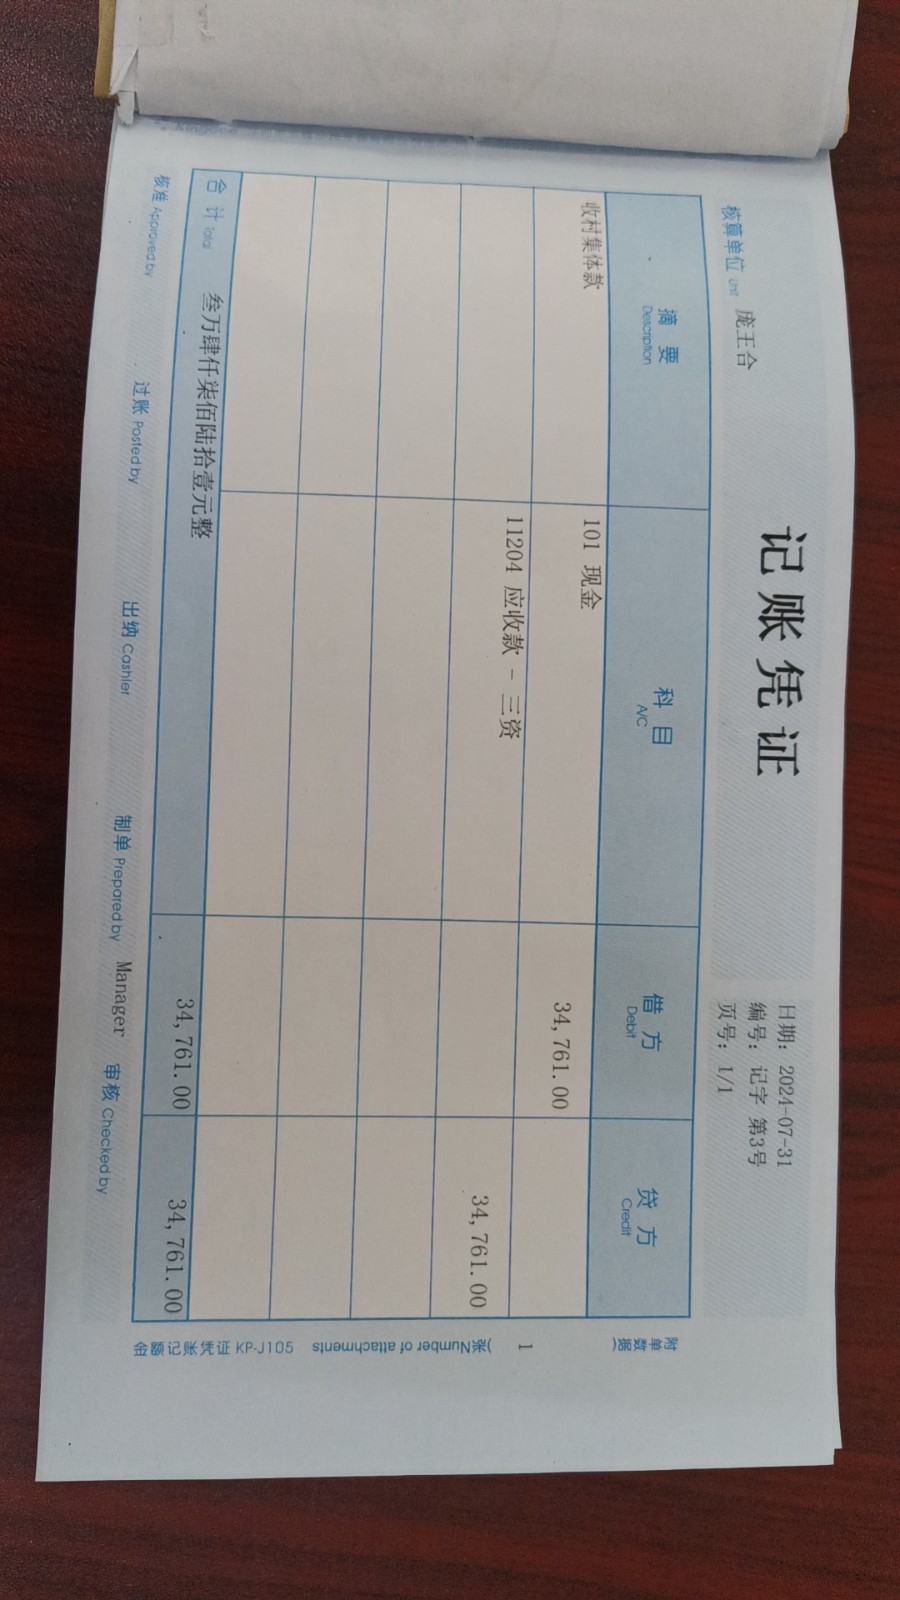 记账凭证
日期: 2024-07-31
编号: 记字 第3号
页号: 1/1
核算单位 Unit 庞王合
摘要 Description 科目 A/C 借方 Debit 贷方 Credit
收村集体款 101 现金 34,761.00
11204 应收款 - 三资 34,761.00
合计 Total 叁万肆仟柒佰陆拾壹元整 34,761.00 34,761.00
核准 Approved by 过账 Posted by 出纳 Cashier 制单 Prepared by Manager 审核 Checked by
附单据数(
1
张)Number of attachments
金蝶记账凭证 KP-J105